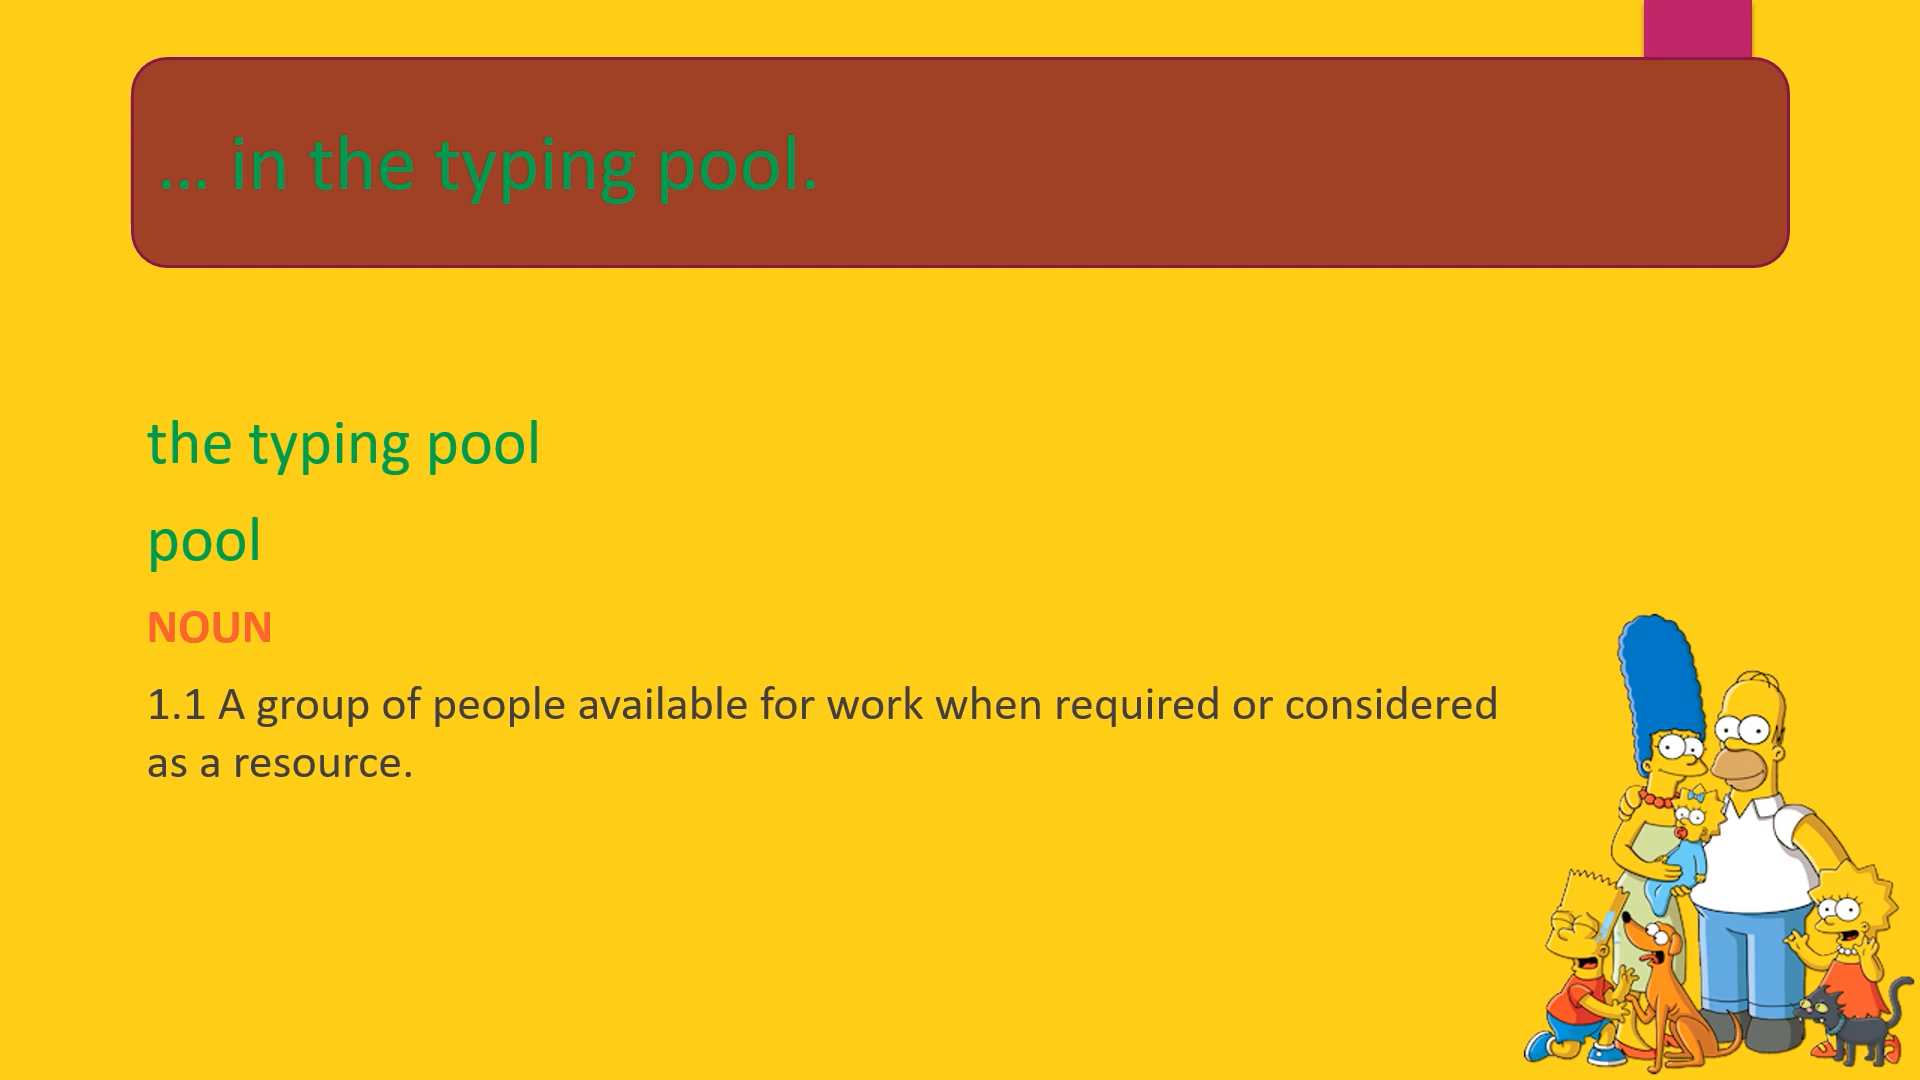 ... in the typing pool.
the typing pool
pool
NOUN
1.1 A group of people available for work when required or considered
as a resource.